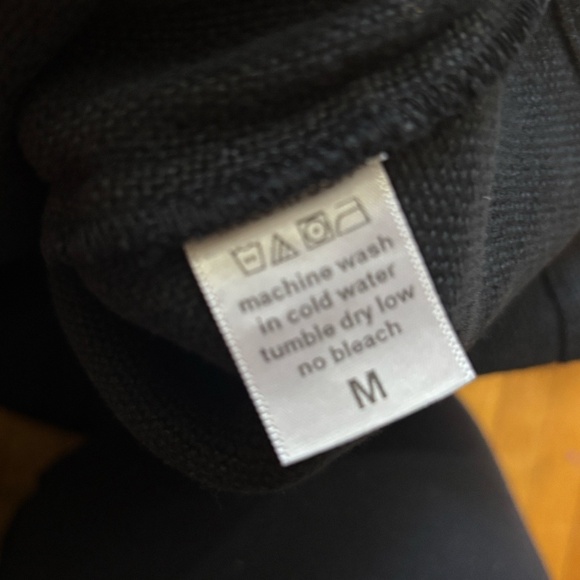 machine wash
in cold water
tumble dry low
no bleach
M